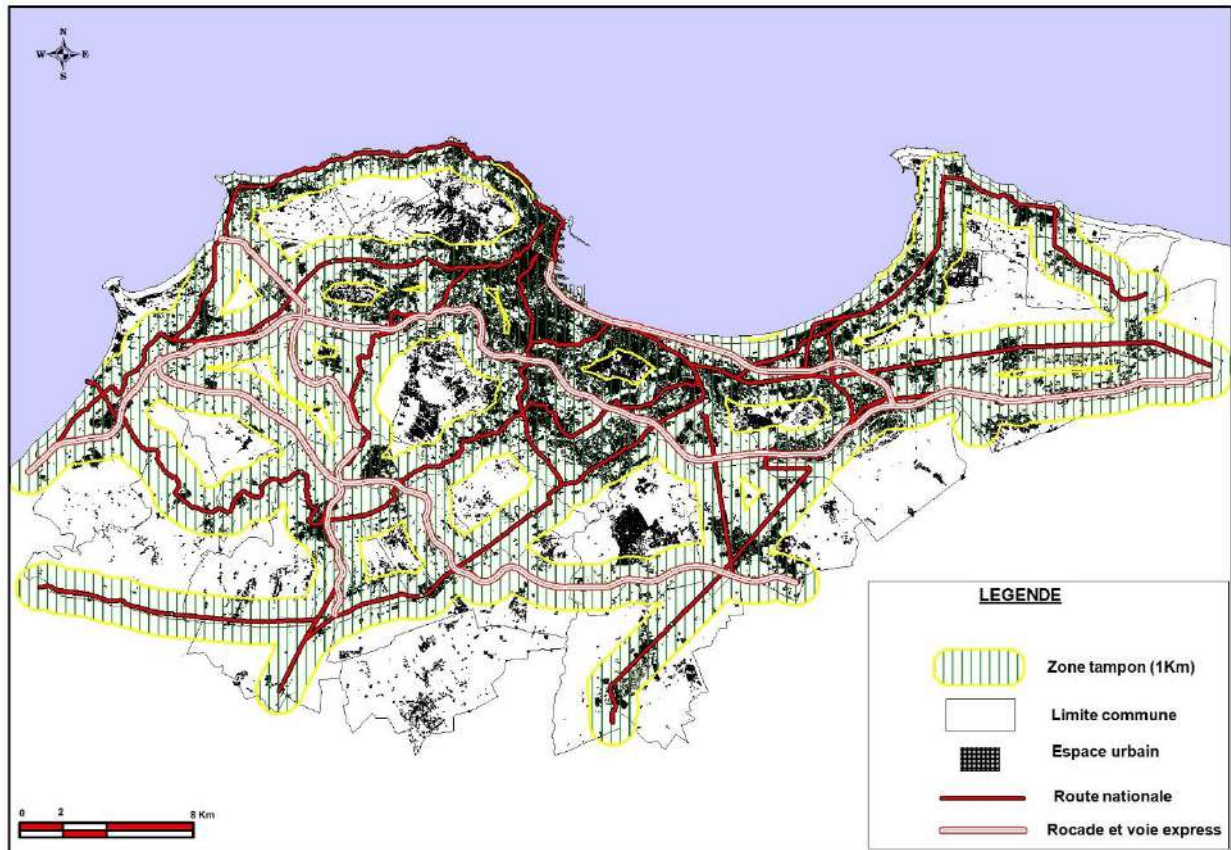 N
W E
S
LEGENDE
Zone tampon (1Km)
Limite commune
Espace urbain
Route nationale
Rocade et voie express
0 2 8 Km